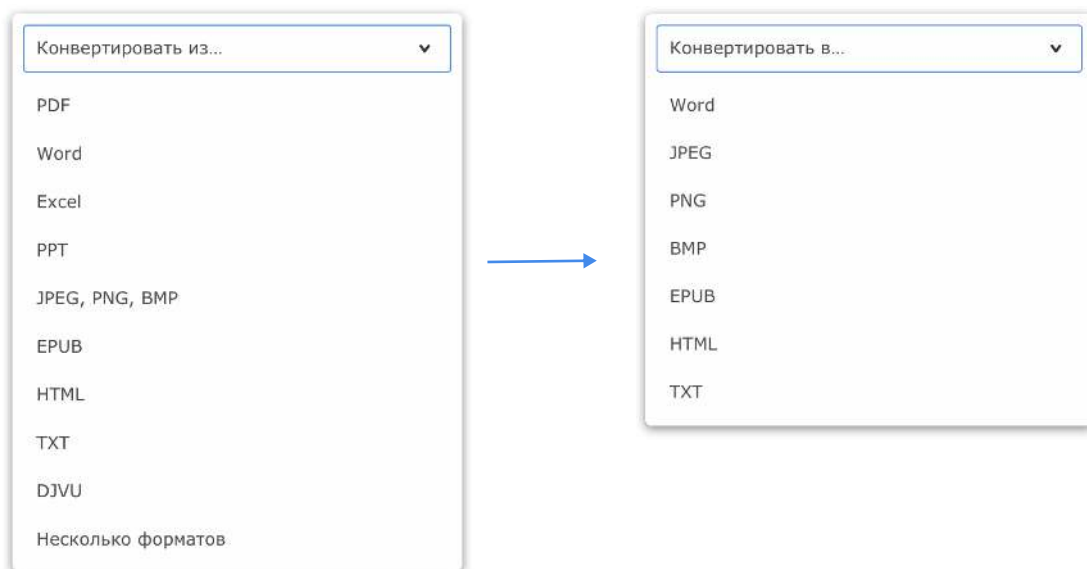 Конвертировать из...
PDF
Word
Excel
PPT
JPEG, PNG, BMP
EPUB
HTML
TXT
DJVU
Несколько форматов
Конвертировать в...
Word
JPEG
PNG
BMP
EPUB
HTML
TXT